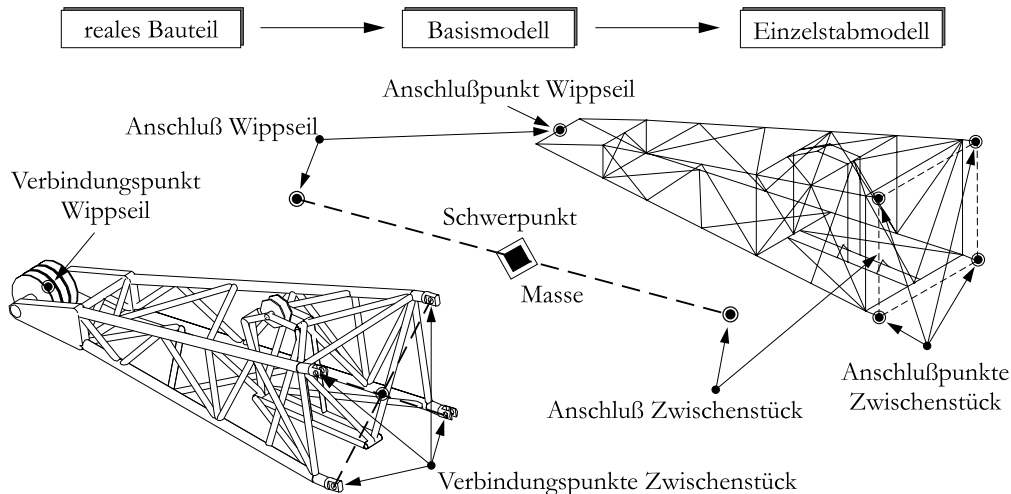 reales Bauteil
Basismodell
Einzelstabmodell
Anschlußpunkt Wippseil
Anschluß Wippseil
Verbindungspunkt
Wippseil
Schwerpunkt
Masse
Anschlußpunkte
Zwischenstück
Anschluß Zwischenstück
Verbindungspunkte Zwischenstück